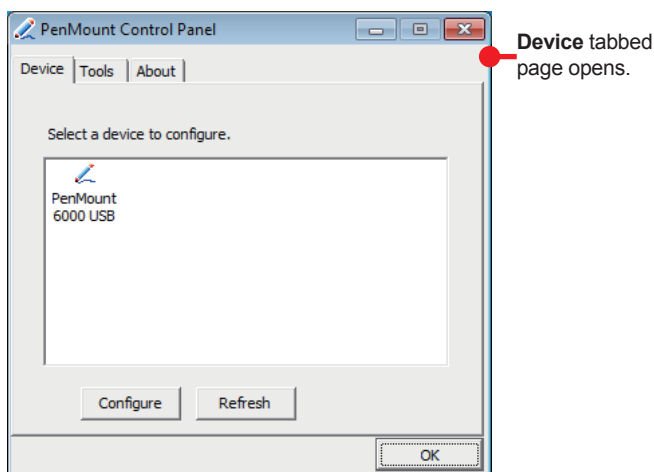 PenMount Control Panel
Device Tools About
Select a device to configure.
PenMount
6000 USB
Configure Refresh
OK
Device tabbed
page opens.